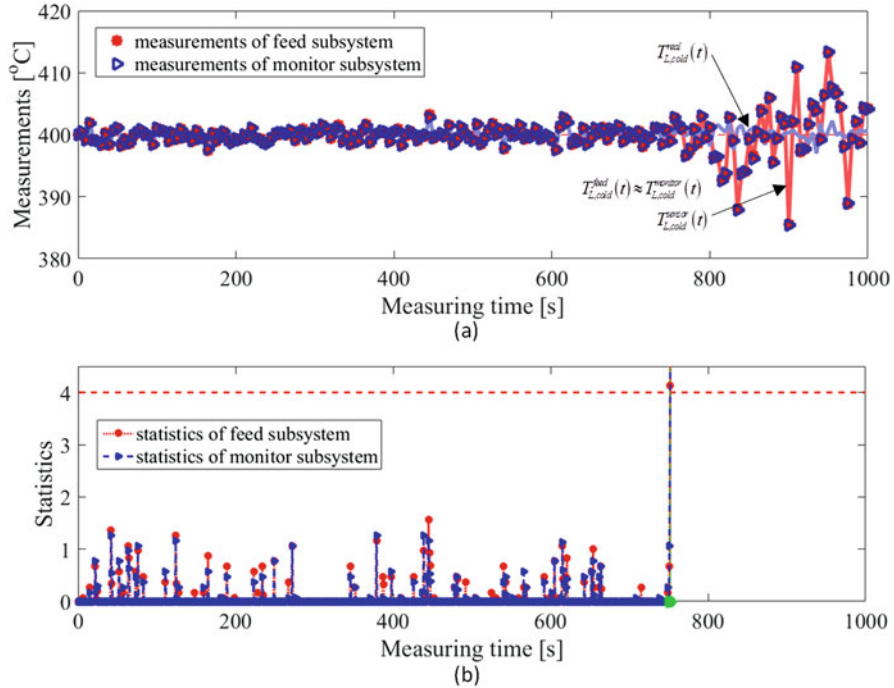 420
410
400
390
380
Measurements [°C]
measurements of feed subsystem
measurements of monitor subsystem
T_{L,cold}^{real}(t)
T_{L,cold}^{feed}(t) ≈ T_{L,cold}^{monitor}(t)
T_{L,cold}^{sensor}(t)
0 200 400 600 800 1000
Measuring time [s]
(a)
4
3
2
1
0
Statistics
statistics of feed subsystem
statistics of monitor subsystem
0 200 400 600 800 1000
Measuring time [s]
(b)